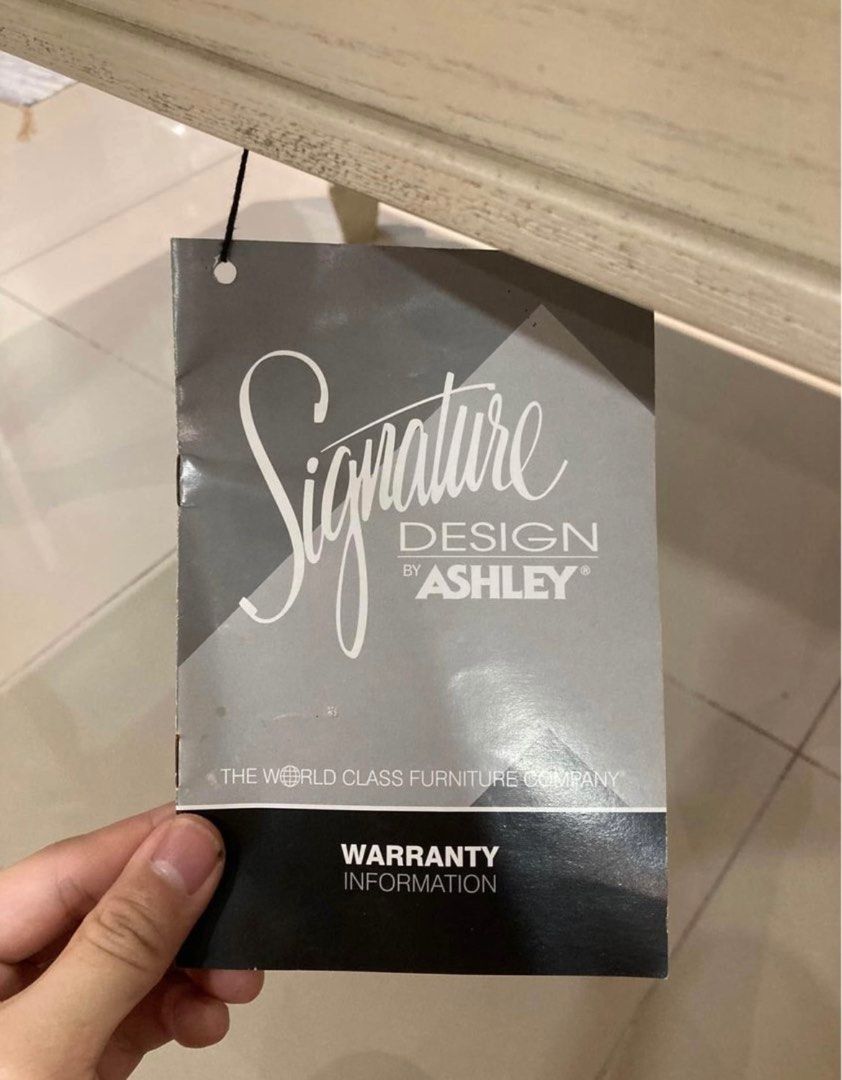 Signature
DESIGN
BY ASHLEY®
THE WORLD CLASS FURNITURE COMPANY
WARRANTY
INFORMATION